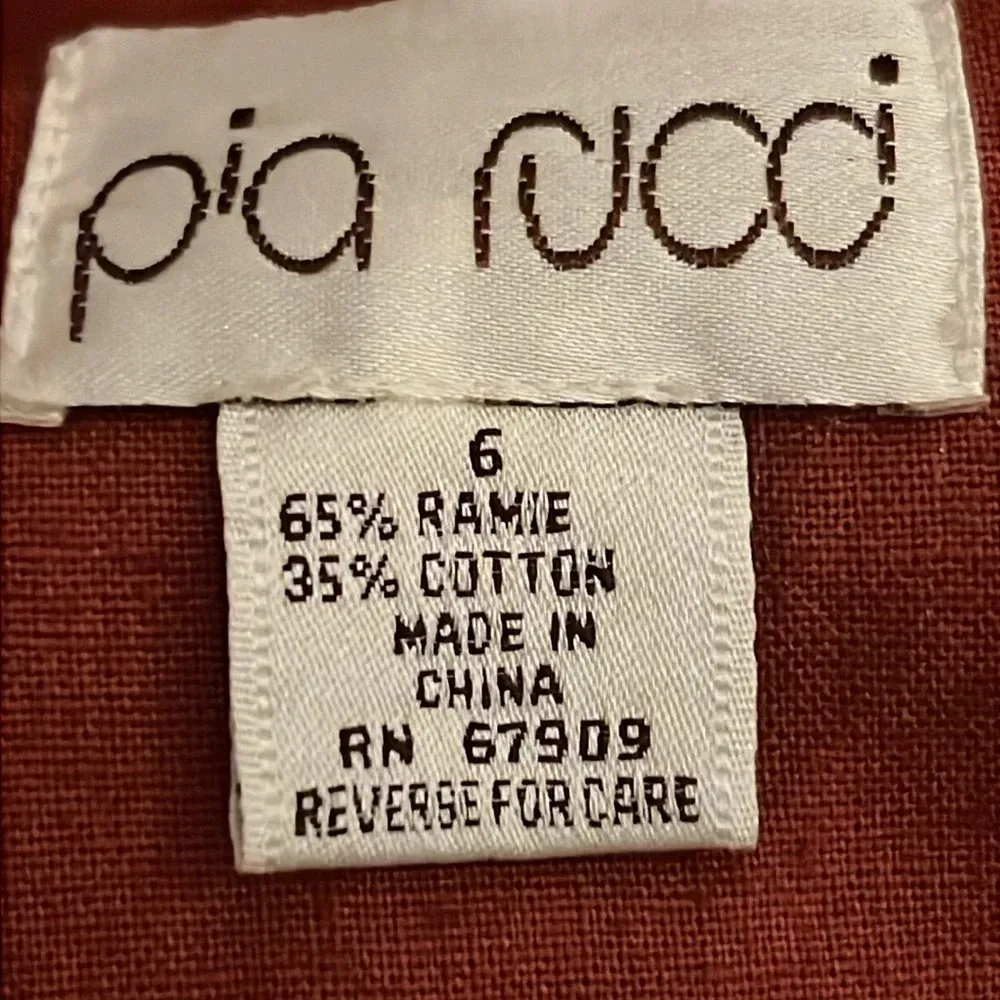 pia rucci
6
65% RAMIE
35% COTTON
MADE IN
CHINA
RN 67909
REVERSE FOR CARE